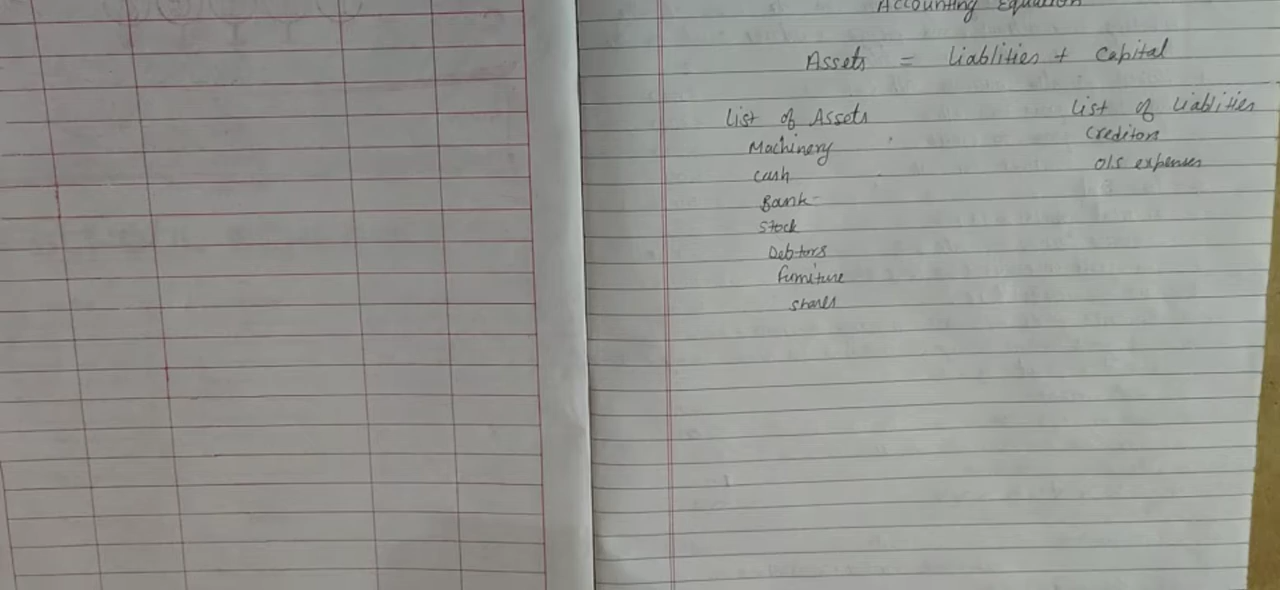 Accounting Equation
Assets = Liablities + Capital
List of Assets
List of Liablities
Machinery
Creditors
Cash
O/S expenses
Bank
Stock
Debtors
furniture
shares